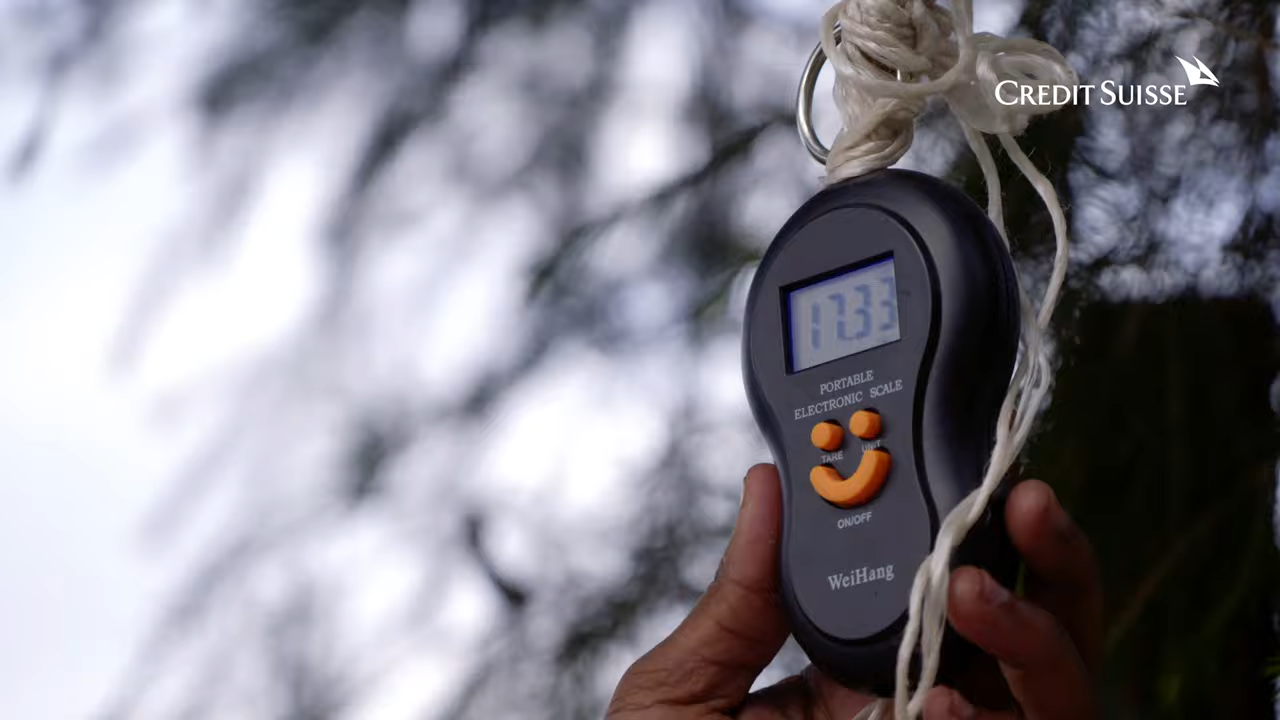 CREDIT SUISSE
17.33
PORTABLE
ELECTRONIC SCALE
TARE UNIT
ON/OFF
WeiHang